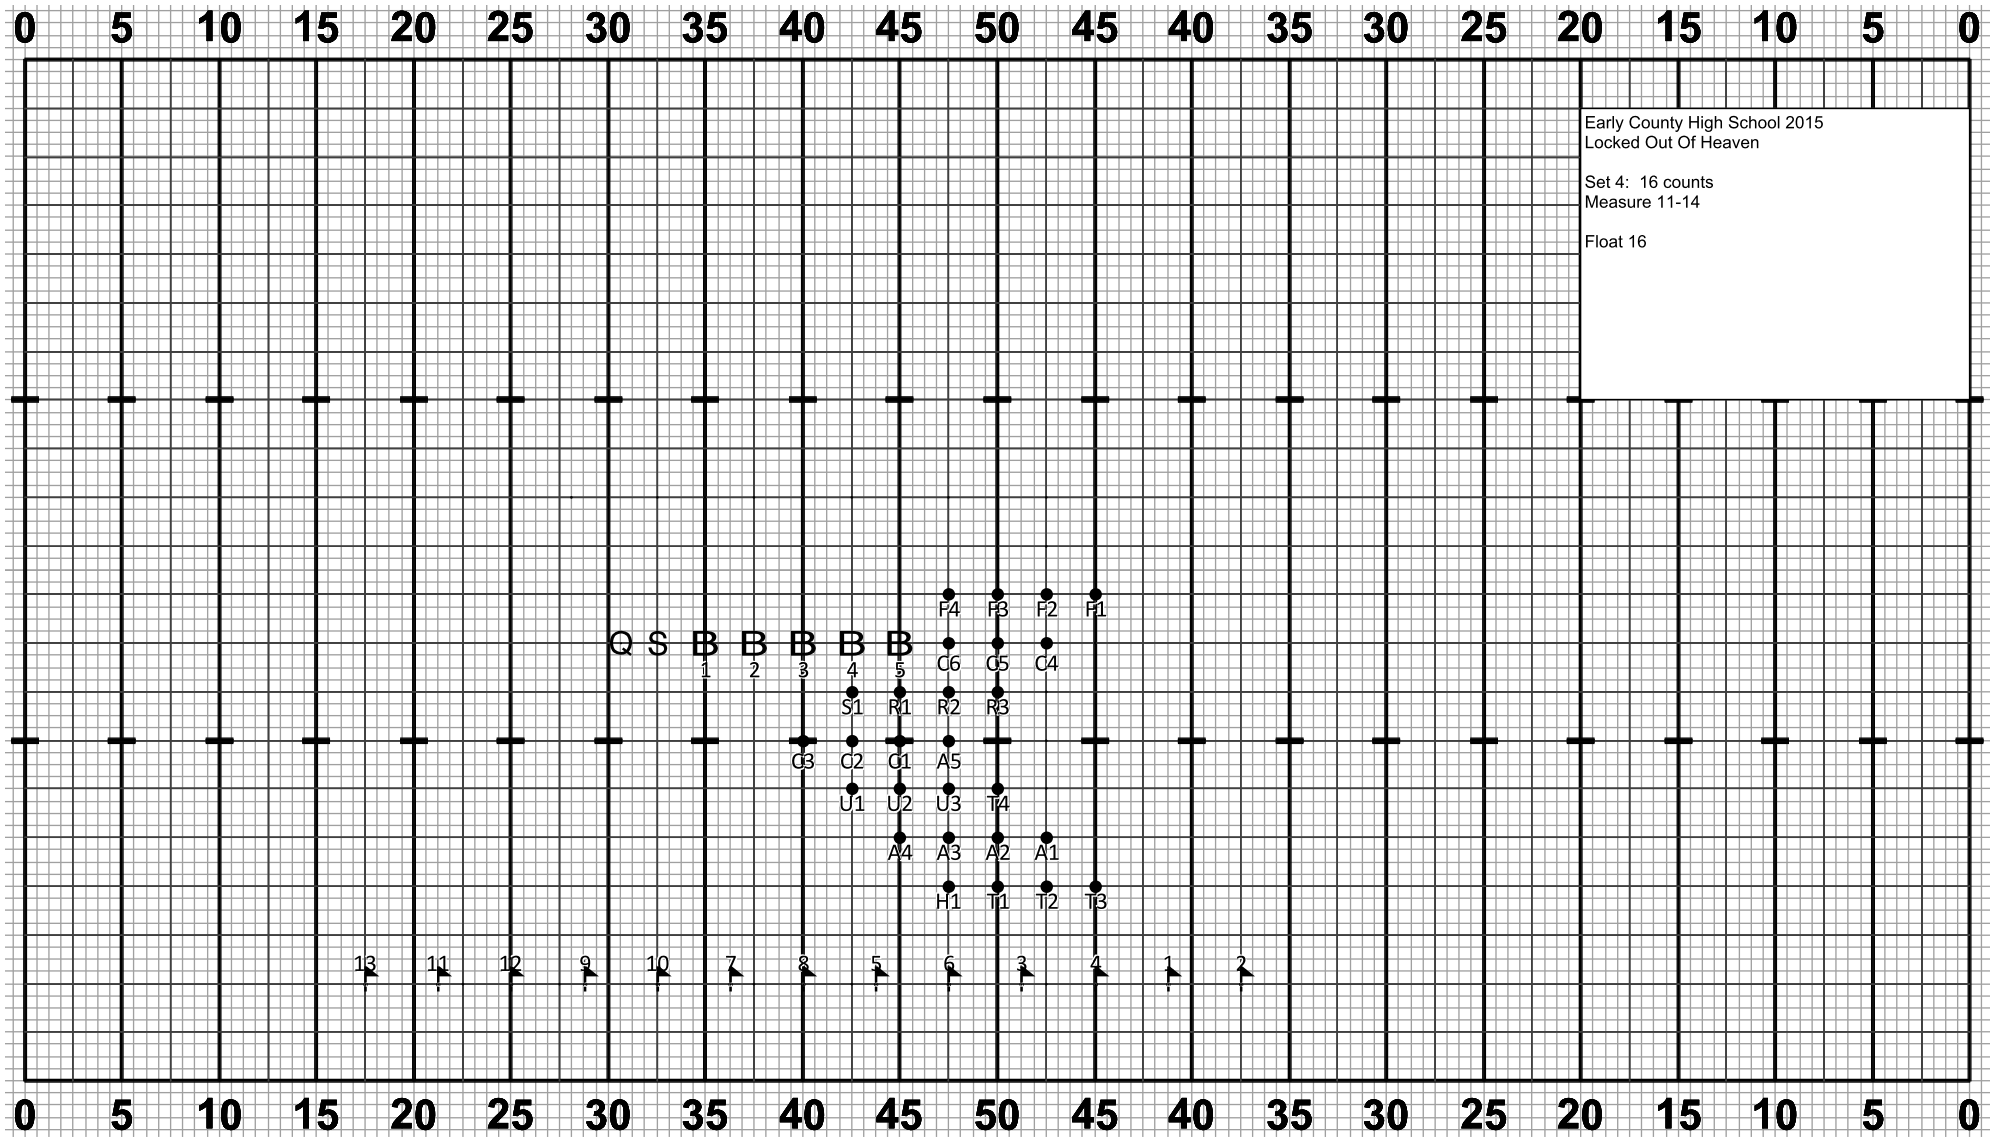 0 5 10 15 20 25 30 35 40 45 50 45 40 35 30 25 20 15 10 5 0
Early County High School 2015
Locked Out Of Heaven
Set 4: 16 counts
Measure 11-14
Float 16
F4 F3 F2 F1
Q S B B B B B
1 2 3 4 5 C6 C5 C4
S1 R1 R2 R3
C3 C2 C1 A5
U1 U2 U3 T4
A4 A3 A2 A1
H1 T1 T2 T3
13 11 12 9 10 7 8 5 6 3 4 1 2
0 5 10 15 20 25 30 35 40 45 50 45 40 35 30 25 20 15 10 5 0